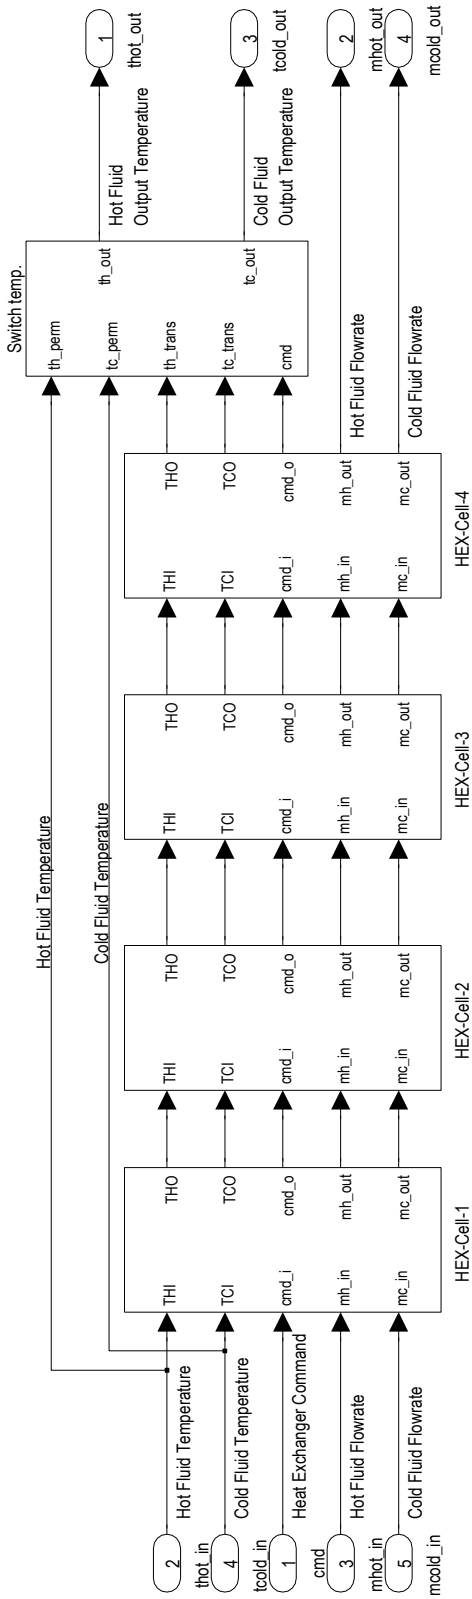 2
thot_in
4
tcold_in
1
cmd
3
mhot_in
5
mcold_in
Hot Fluid Temperature
Cold Fluid Temperature
Heat Exchanger Command
Hot Fluid Flowrate
Cold Fluid Flowrate
Hot Fluid Temperature
Cold Fluid Temperature
THI
TCI
cmd_i
mh_in
mc_in
THO
TCO
cmd_o
mh_out
mc_out
HEX-Cell-1
THI
TCI
cmd_i
mh_in
mc_in
THO
TCO
cmd_o
mh_out
mc_out
HEX-Cell-2
THI
TCI
cmd_i
mh_in
mc_in
THO
TCO
cmd_o
mh_out
mc_out
HEX-Cell-3
THI
TCI
cmd_i
mh_in
mc_in
THO
TCO
cmd_o
mh_out
mc_out
HEX-Cell-4
Switch temp.
th_perm
tc_perm
th_trans
tc_trans
cmd
th_out
tc_out
Hot Fluid
Output Temperature
Cold Fluid
Output Temperature
Hot Fluid Flowrate
Cold Fluid Flowrate
1
thot_out
3
tcold_out
2
mhot_out
4
mcold_out